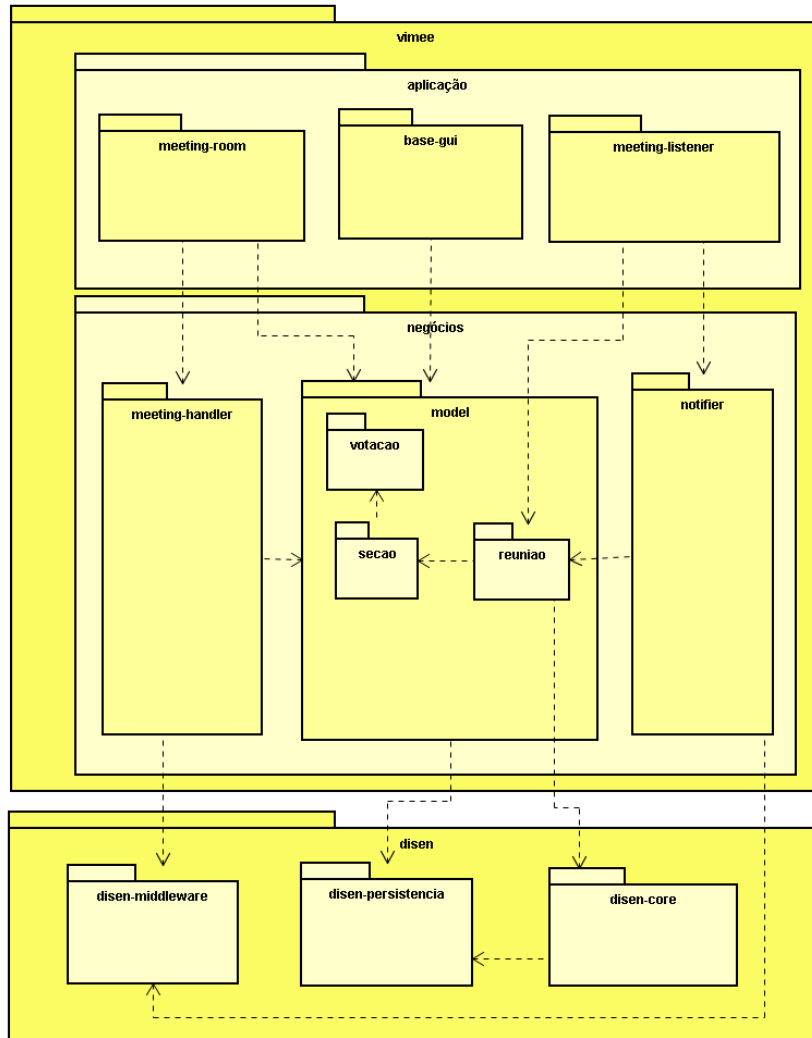 vimee
aplicação
meeting-room
base-gui
meeting-listener
negócios
meeting-handler
model
notifier
votacao
secao
reuniao
disen
disen-middleware
disen-persistencia
disen-core